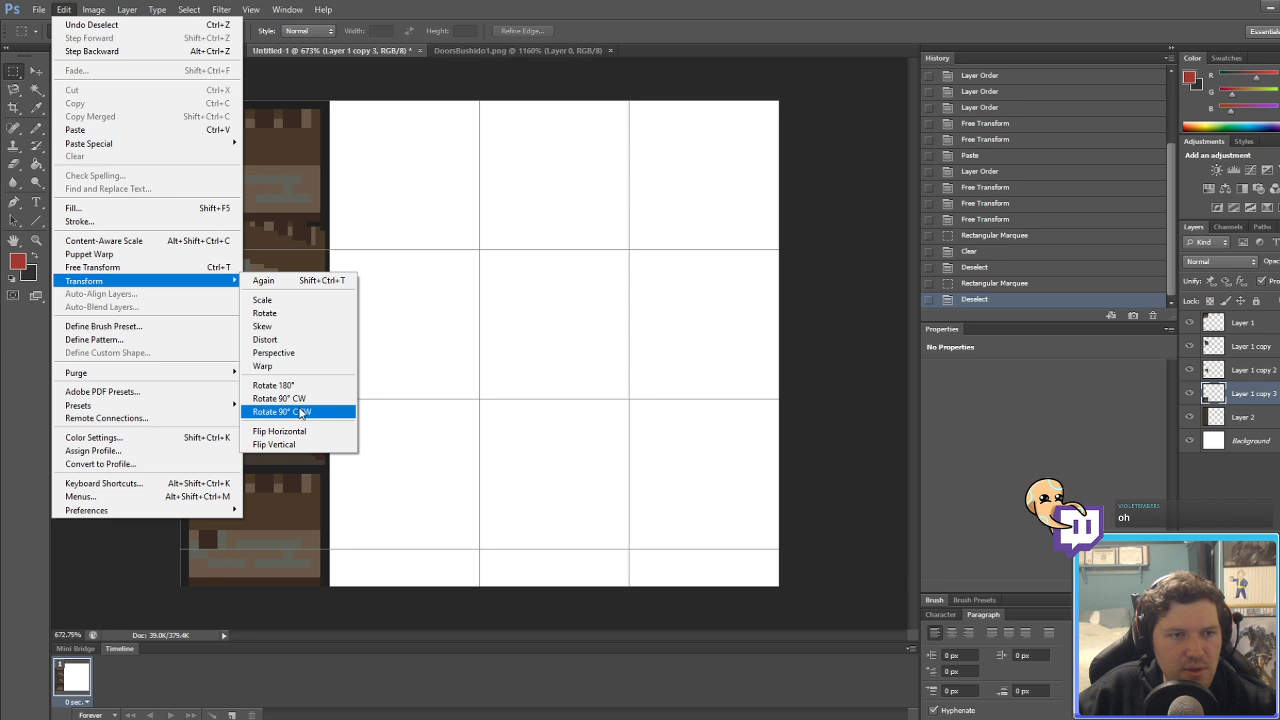 Ps File Edit Image Layer Type Select Filter View Window Help
Style: Normal Width: Height: Refine Edge... Essentials
Untitled-1 @ 673% (Layer 1 copy 3, RGB/8) * × DoorsBushido1.png @ 1160% (Layer 0, RGB/8) ×
Undo Deselect Ctrl+Z
Step Forward Shift+Ctrl+Z
Step Backward Alt+Ctrl+Z
Fade... Shift+Ctrl+F
Cut Ctrl+X
Copy Ctrl+C
Copy Merged Shift+Ctrl+C
Paste Ctrl+V
Paste Special
Clear
Check Spelling...
Find and Replace Text...
Fill... Shift+F5
Stroke...
Content-Aware Scale Alt+Shift+Ctrl+C
Puppet Warp
Free Transform Ctrl+T
Transform
Auto-Align Layers...
Auto-Blend Layers...
Define Brush Preset...
Define Pattern...
Define Custom Shape...
Purge
Adobe PDF Presets...
Presets
Remote Connections...
Color Settings... Shift+Ctrl+K
Assign Profile...
Convert to Profile...
Keyboard Shortcuts... Alt+Shift+Ctrl+K
Menus... Alt+Shift+Ctrl+M
Preferences
Again Shift+Ctrl+T
Scale
Rotate
Skew
Distort
Perspective
Warp
Rotate 180°
Rotate 90° CW
Rotate 90° CCW
Flip Horizontal
Flip Vertical
History
Layer Order
Layer Order
Layer Order
Free Transform
Free Transform
Paste
Layer Order
Free Transform
Free Transform
Free Transform
Rectangular Marquee
Clear
Deselect
Rectangular Marquee
Deselect
Properties
No Properties
Color Swatches
R
G
B
Adjustments Styles
Add an adjustment
Layers Channels Paths
Kind
Normal
Unify:
Lock:
Layer 1
Layer 1 copy
Layer 1 copy 2
Layer 1 copy 3
Layer 2
Background
VIOLETEMBERS
oh
Brush Brush Presets
Character Paragraph
0 px 0 px
0 px
0 px 0 px
Hyphenate
672.75% Doc: 39.0K/379.4K
Mini Bridge Timeline
1
0 sec.
Forever